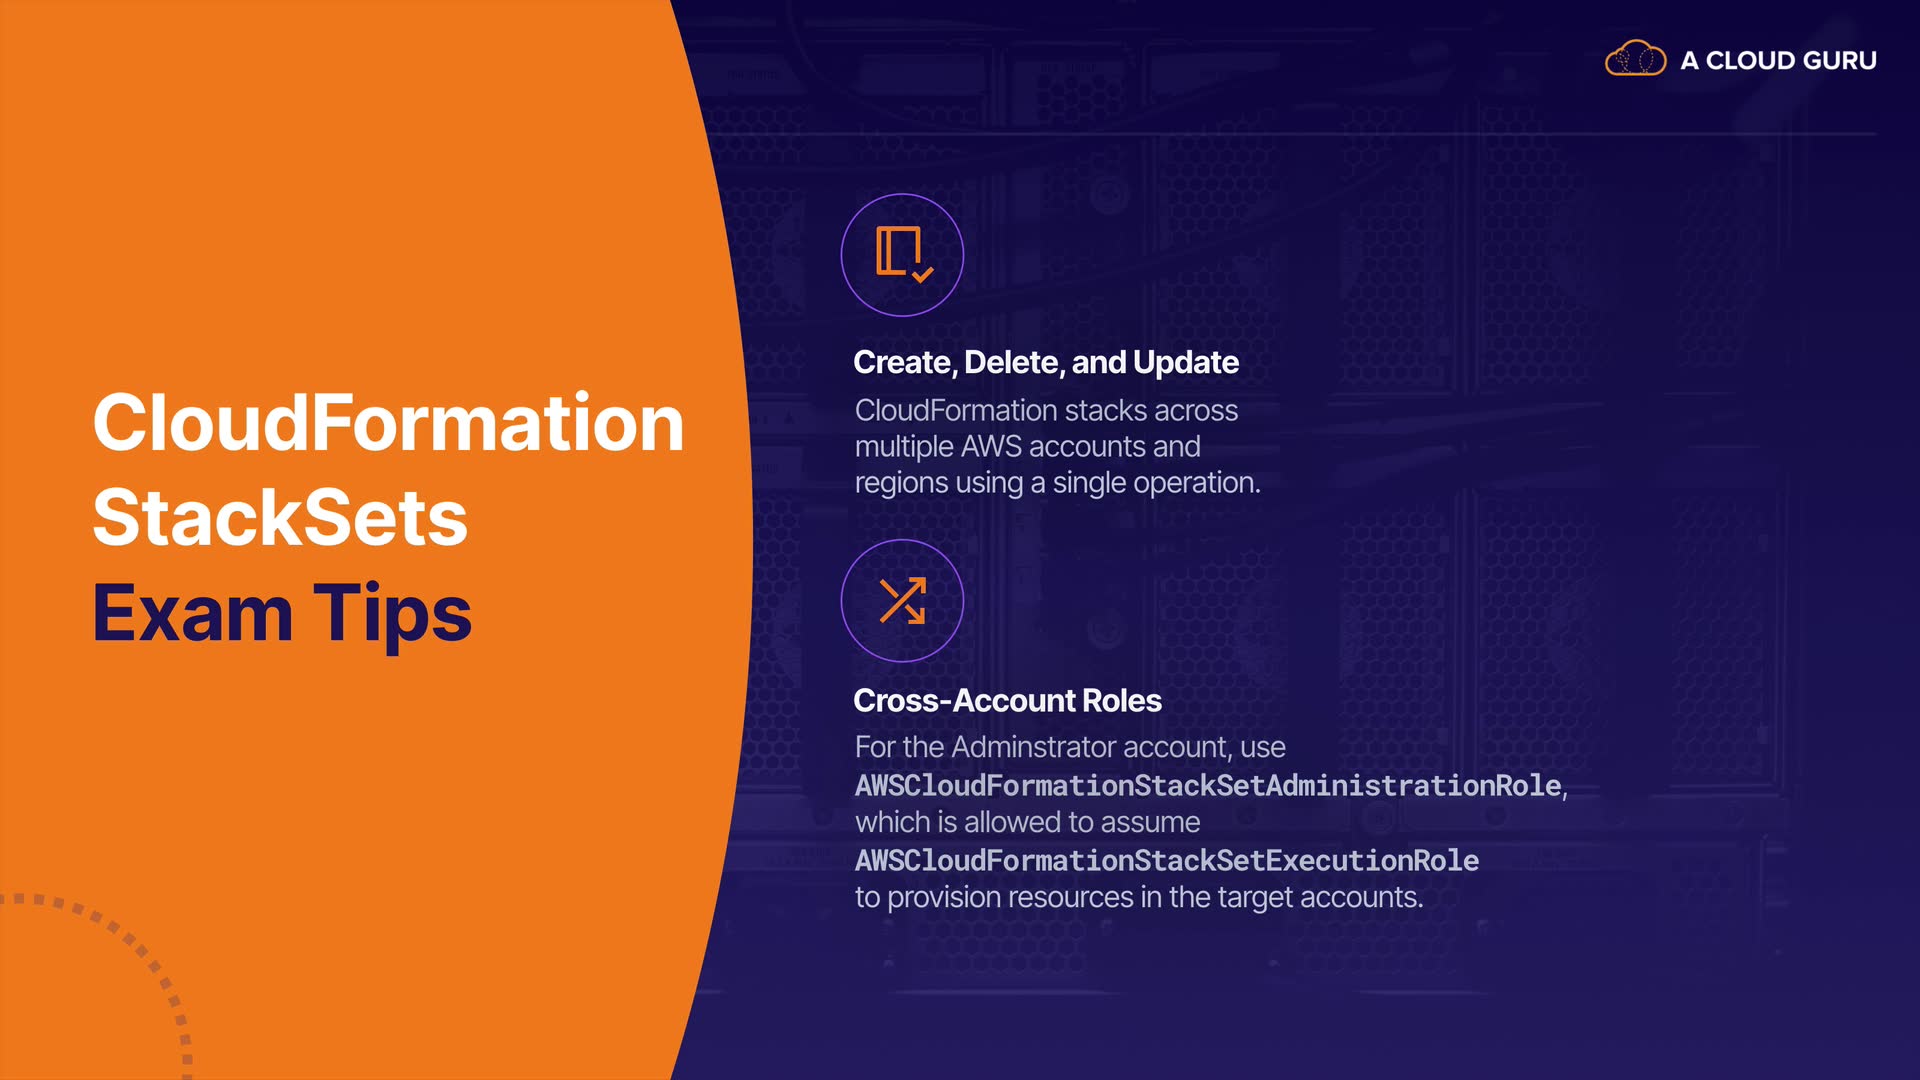 A CLOUD GURU
CloudFormation
StackSets
Exam Tips
Create, Delete, and Update
CloudFormation stacks across
multiple AWS accounts and
regions using a single operation.
Cross-Account Roles
For the Adminstrator account, use
AWSCloudFormationStackSetAdministrationRole,
which is allowed to assume
AWSCloudFormationStackSetExecutionRole
to provision resources in the target accounts.